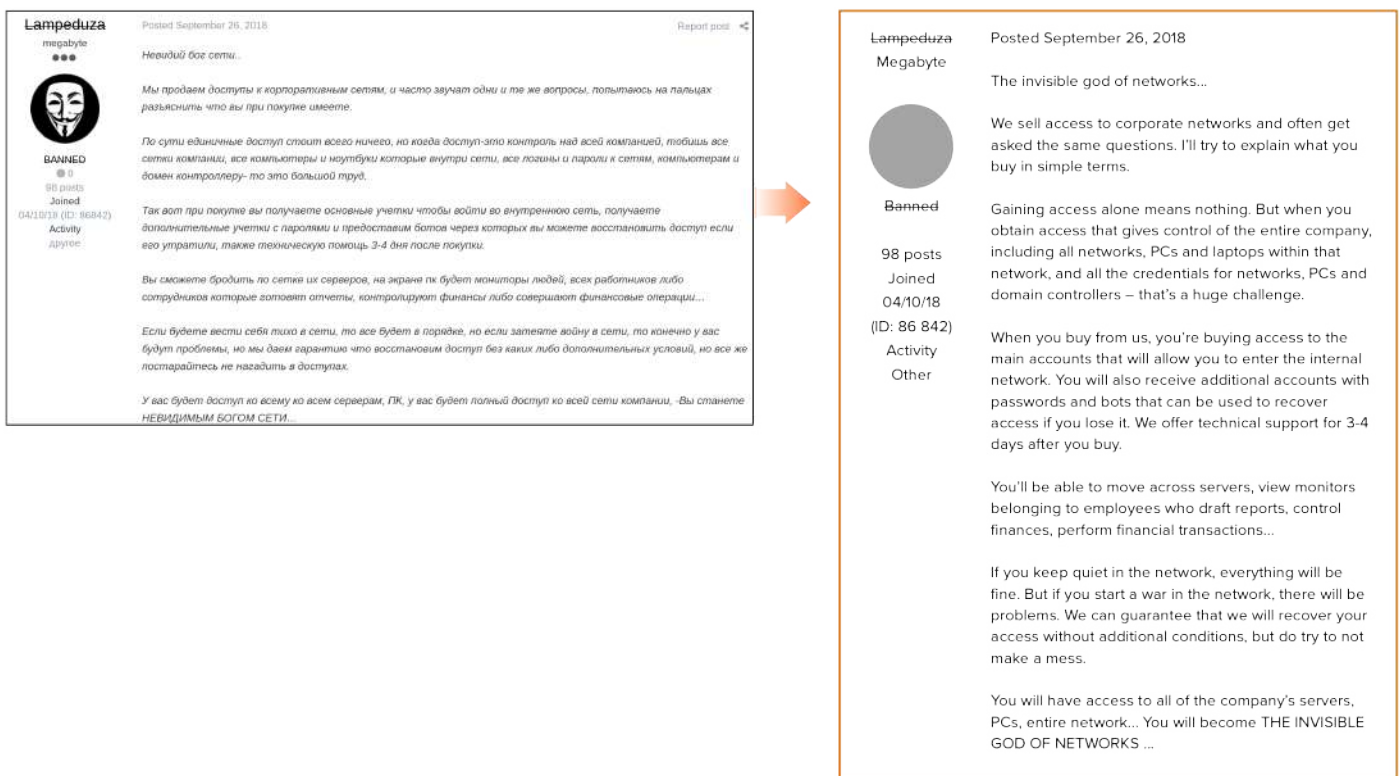 Lampeduza
megabyte
BANNED
0
98 posts
Joined
04/10/18 (ID: 86842)
Activity
другое
Posted September 26, 2018
Report post
Невидий бог сети..
Мы продаем доступы к корпоративным сетям, и часто звучат одни и те же вопросы, попытаюсь на пальцах
разъяснить что вы при покупке имеете.
По сути единичные доступ стоит всего ничего, но когда доступ-это контроль над всей компанией, тобишь все
сетки компании, все компьютеры и ноутбуки которые внутри сети, все логины и пароли к сетям, компьютерам и
домен контроллеру- то это большой труд.
Так вот при покупке вы получаете основные учетки чтобы войти во внутреннюю сеть, получаете
дополнительные учетки с паролями и предоставим ботов через которых вы можете восстановить доступ если
его утратили, также техническую помощь 3-4 дня после покупки.
Вы сможете бродить по сетке их серверов, на экране пк будет мониторы людей, всех работников либо
сотрудников которые готовят отчеты, контролируют финансы либо совершают финансовые операции...
Если будете вести себя тихо в сети, то все будет в порядке, но если затеяте войну в сети, то конечно у вас
будут проблемы, но мы даем гарантию что восстановим доступ без каких либо дополнительных условий, но все же
постарайтесь не нагадить в доступах.
У вас будет доступ ко всему ко всем серверам, ПК, у вас будет полный доступ ко всей сети компании, -Вы станете
НЕВИДИМЫМ БОГОМ СЕТИ...
Lampeduza
Megabyte
Banned
98 posts
Joined
04/10/18
(ID: 86 842)
Activity
Other
Posted September 26, 2018
The invisible god of networks...
We sell access to corporate networks and often get
asked the same questions. I'll try to explain what you
buy in simple terms.
Gaining access alone means nothing. But when you
obtain access that gives control of the entire company,
including all networks, PCs and laptops within that
network, and all the credentials for networks, PCs and
domain controllers – that's a huge challenge.
When you buy from us, you're buying access to the
main accounts that will allow you to enter the internal
network. You will also receive additional accounts with
passwords and bots that can be used to recover
access if you lose it. We offer technical support for 3-4
days after you buy.
You'll be able to move across servers, view monitors
belonging to employees who draft reports, control
finances, perform financial transactions...
If you keep quiet in the network, everything will be
fine. But if you start a war in the network, there will be
problems. We can guarantee that we will recover your
access without additional conditions, but do try to not
make a mess.
You will have access to all of the company's servers,
PCs, entire network... You will become THE INVISIBLE
GOD OF NETWORKS ...